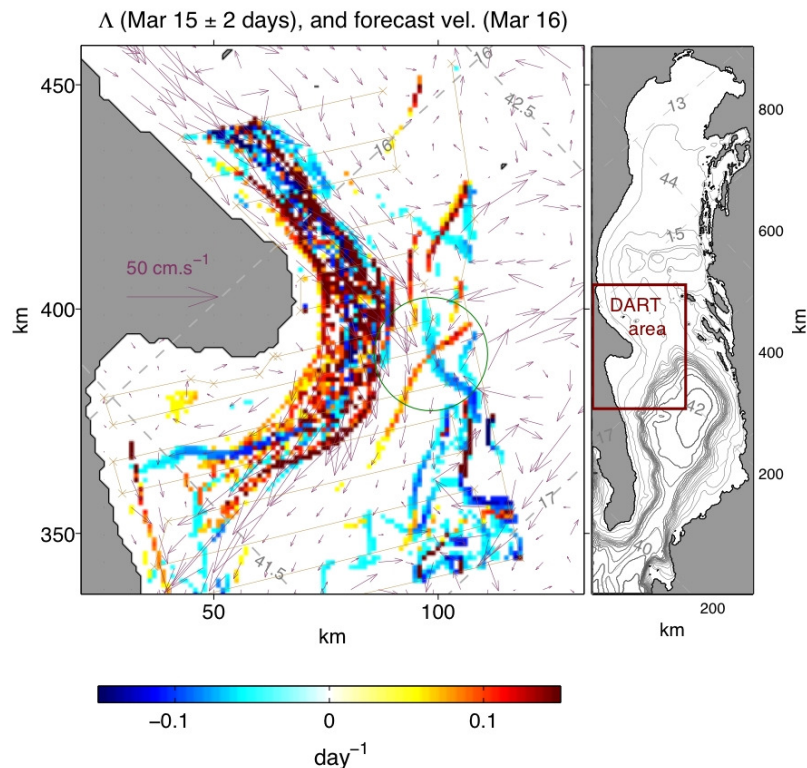 Λ (Mar 15 ± 2 days), and forecast vel. (Mar 16)
450
400
350
km
50
100
km
50 cm.s⁻¹
16
16
42.5
17
41.5
13
44
15
DART
area
42
17
40
800
600
400
200
km
200
km
−0.1
0
0.1
day⁻¹